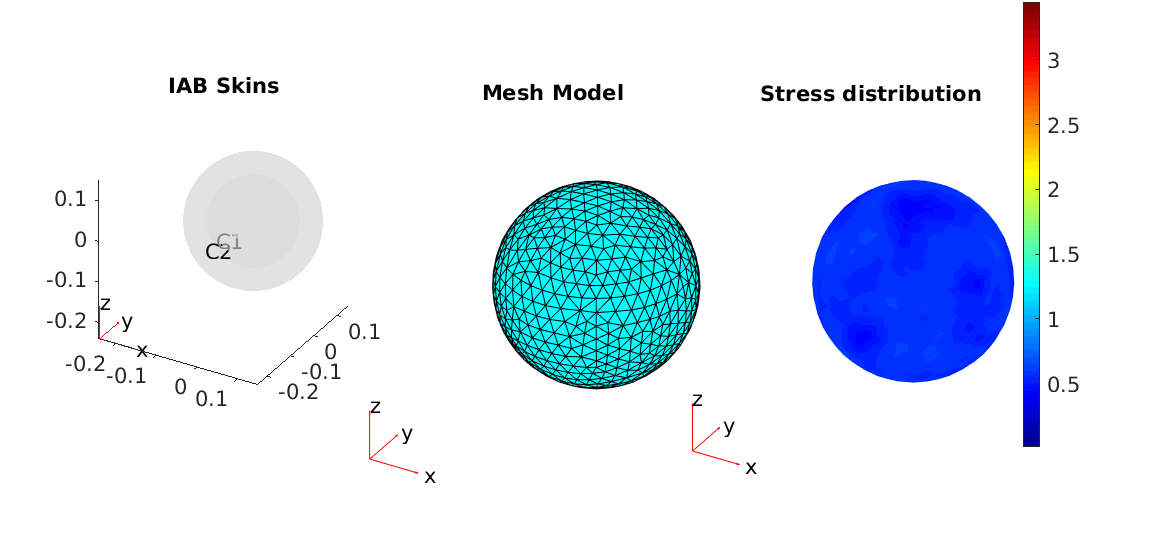 IAB Skins
Mesh Model
Stress distribution
0.1
0
-0.1
-0.2
C1
C2
z
y
x
-0.2
-0.1
0
0.1
-0.2
-0.1
0
0.1
z
y
x
z
y
x
3
2.5
2
1.5
1
0.5